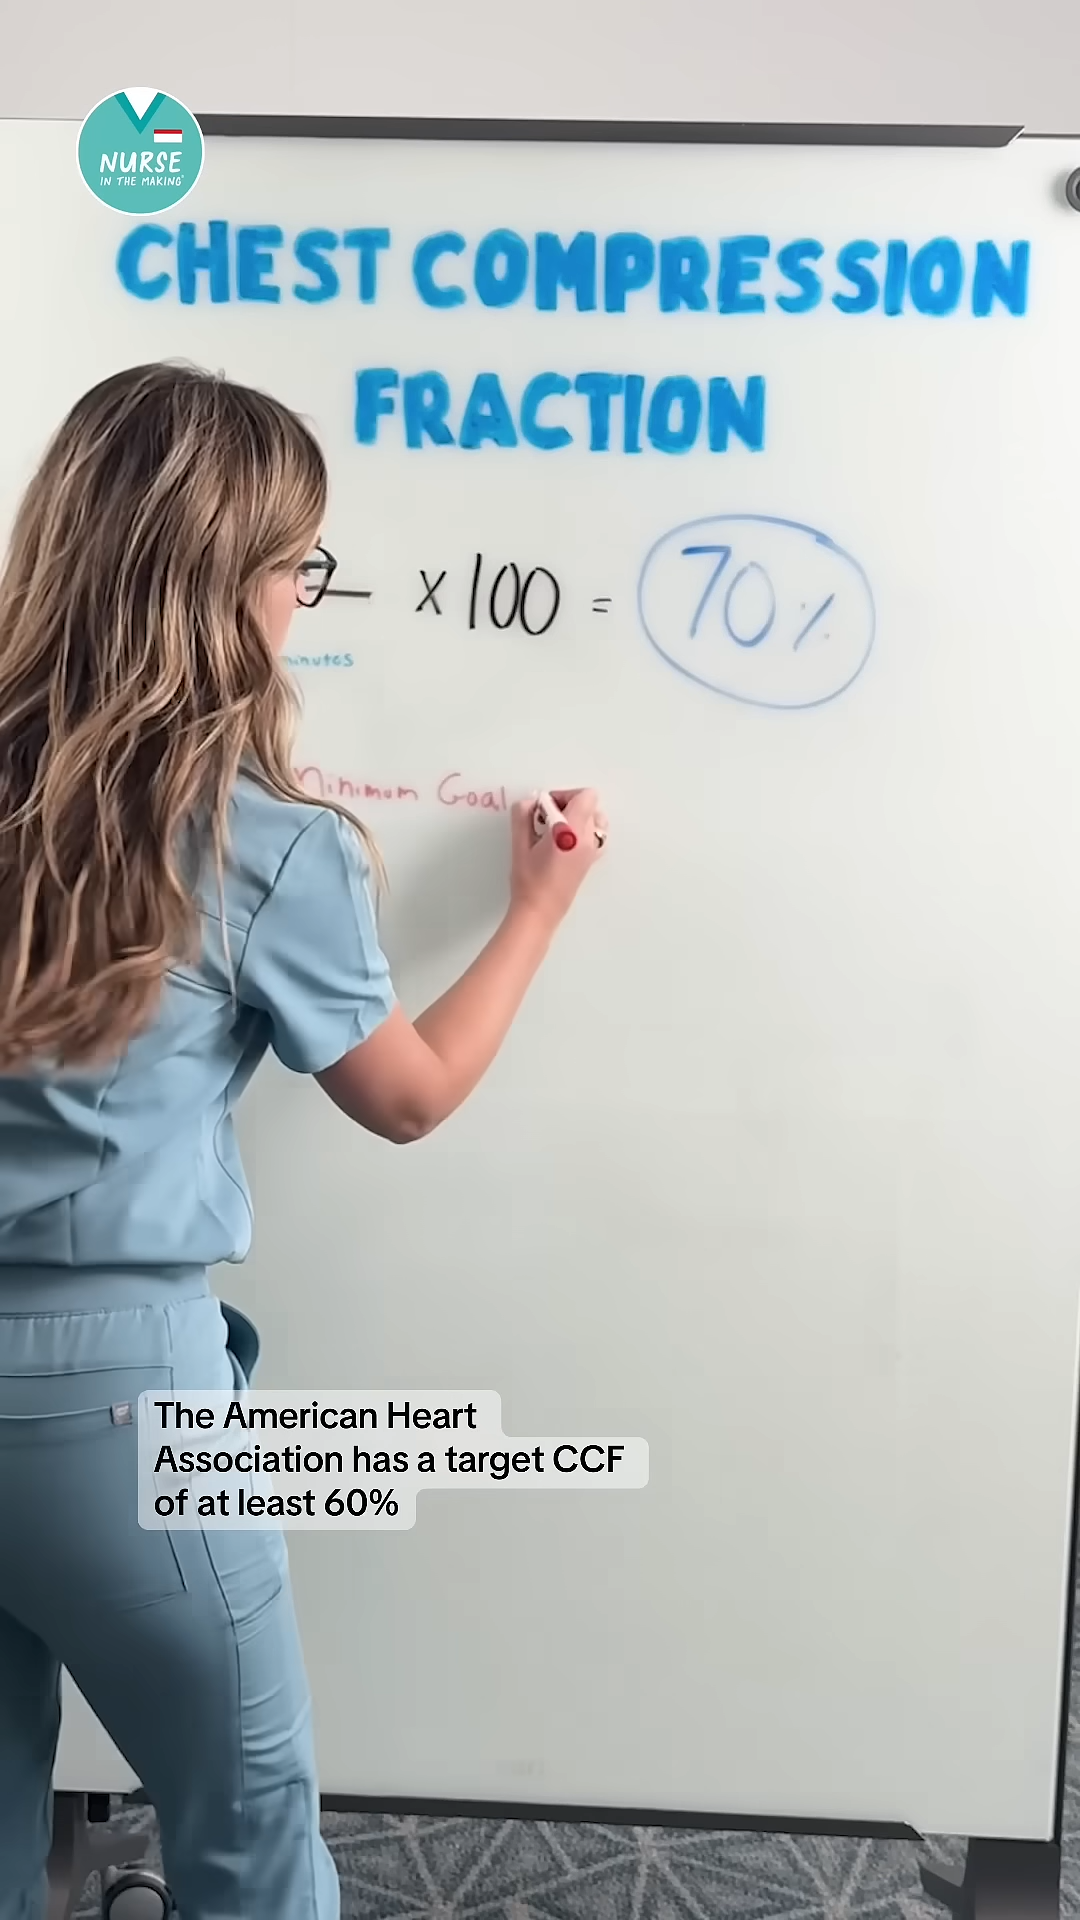 NURSE
IN THE MAKING
CHEST COMPRESSION
FRACTION
x 100 = 70%
minutes
Minimum Goal
The American Heart
Association has a target CCF
of at least 60%